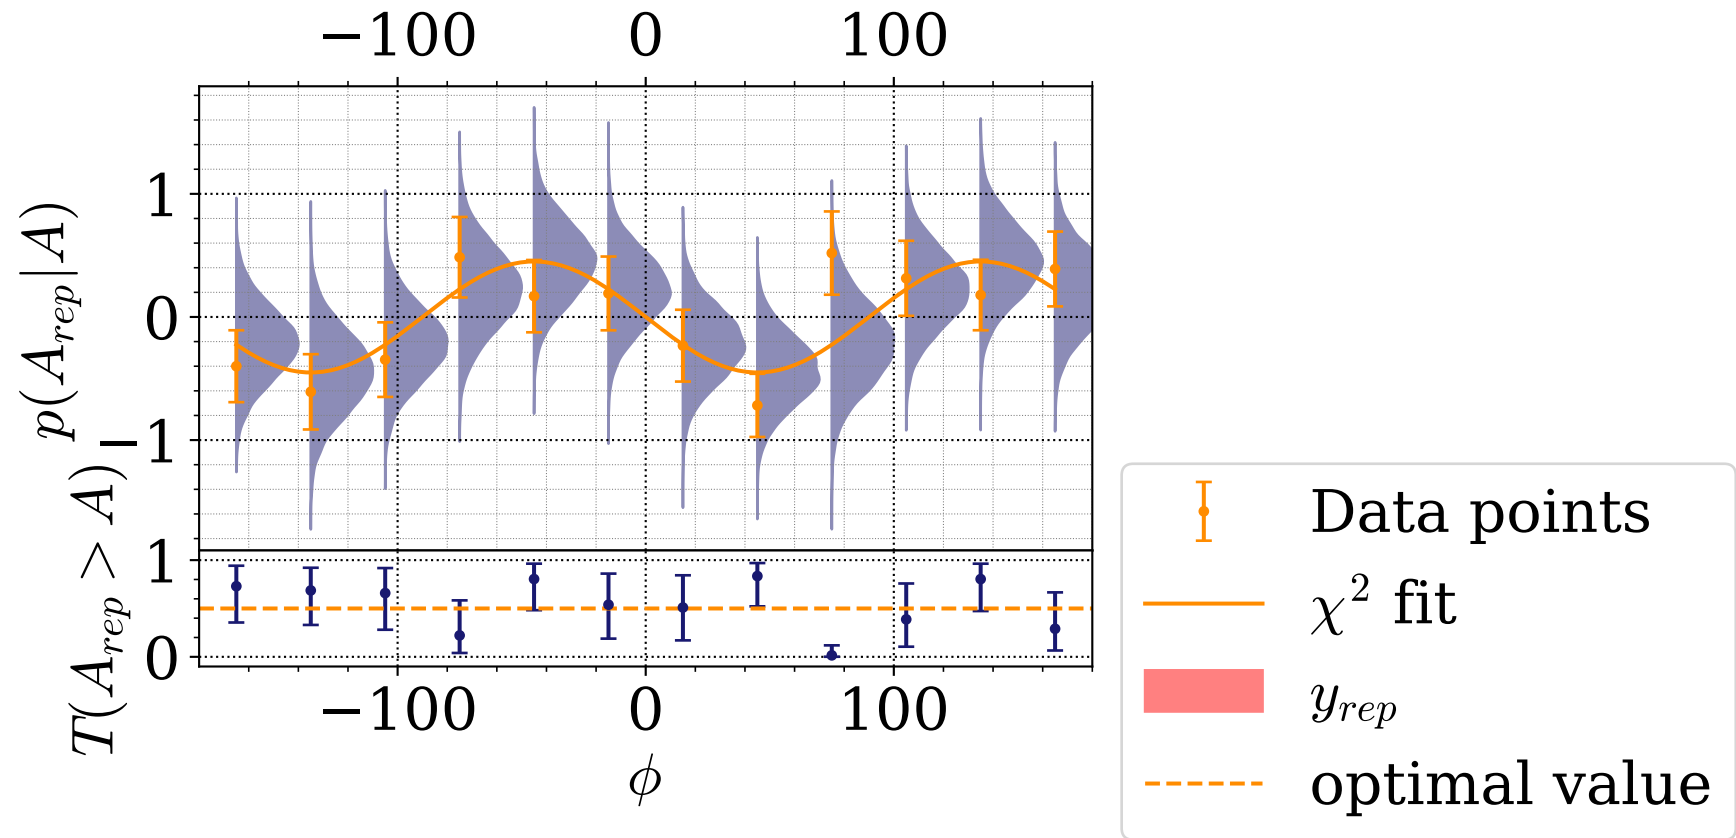 −100 0 100
p(A_rep|A)
1
0
−1
T(A_rep > A)
1
0
−100 0 100
ϕ
Data points
χ² fit
y_rep
optimal value